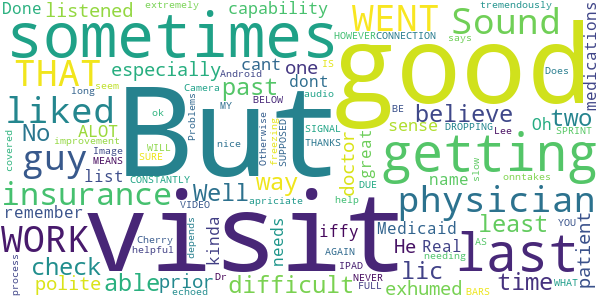 Done listened capability WENT Sound extremely tremendously
sometimes good
HOWEVER CONNECTION IS says
THAT especially cant one past dont Android Does
long seem BELOW MY audio Camera
liked But getting
No ALOT believe two medications
ok Problems Otherwise freezing SUPPOSED SIGNAL BE DROPPING Lee SPRINT
guy Image MEANS SURE WILL improvement nice THANKS
sense Oh doctor great
covered list way DUE name slow onntakes
CONSTANTLY VIDEO apriciate help
insurance Well physician
visit last
remember WORK Cherry kinda needs iffy Medicaid least YOU patient
He Real AS needing
check depends AGAIN IPAD NEVER FULL
polite able prior difficult lic exhumed time
process helpful echoed Dr BARS WHAT